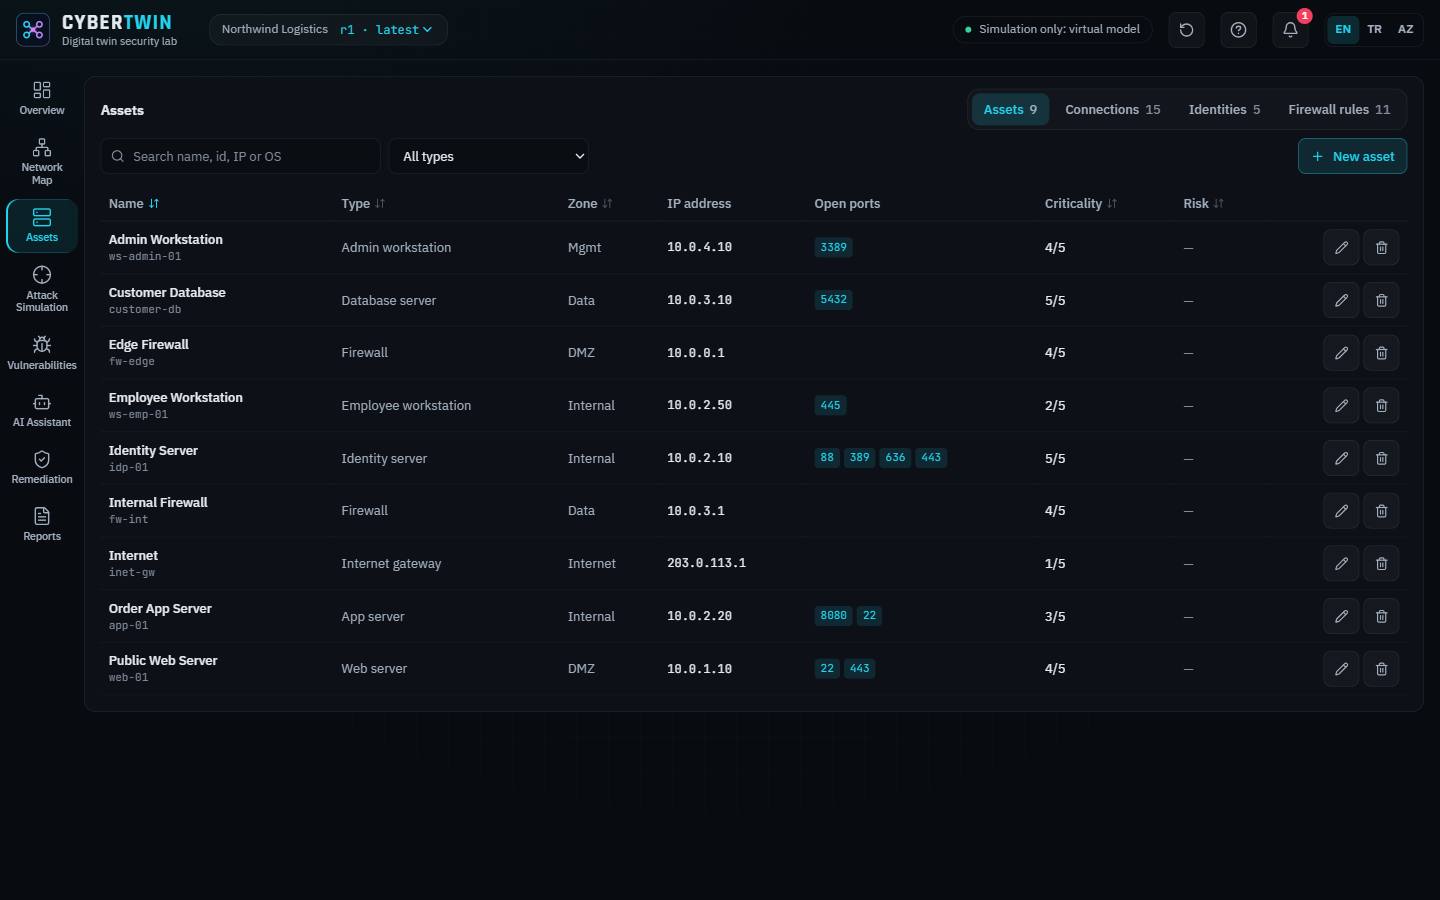 CYBERTWIN
Digital twin security lab
Northwind Logistics r1 · latest
Simulation only: virtual model
1
EN TR AZ
Overview
Network
Map
Assets
Attack
Simulation
Vulnerabilities
AI Assistant
Remediation
Reports
Assets
Assets 9 Connections 15 Identities 5 Firewall rules 11
Search name, id, IP or OS
All types
New asset
Name Type Zone IP address Open ports Criticality Risk
Admin Workstation
ws-admin-01
Admin workstation Mgmt 10.0.4.10 3389 4/5 —
Customer Database
customer-db
Database server Data 10.0.3.10 5432 5/5 —
Edge Firewall
fw-edge
Firewall DMZ 10.0.0.1 4/5 —
Employee Workstation
ws-emp-01
Employee workstation Internal 10.0.2.50 445 2/5 —
Identity Server
idp-01
Identity server Internal 10.0.2.10 88 389 636 443 5/5 —
Internal Firewall
fw-int
Firewall Data 10.0.3.1 4/5 —
Internet
inet-gw
Internet gateway Internet 203.0.113.1 1/5 —
Order App Server
app-01
App server Internal 10.0.2.20 8080 22 3/5 —
Public Web Server
web-01
Web server DMZ 10.0.1.10 22 443 4/5 —